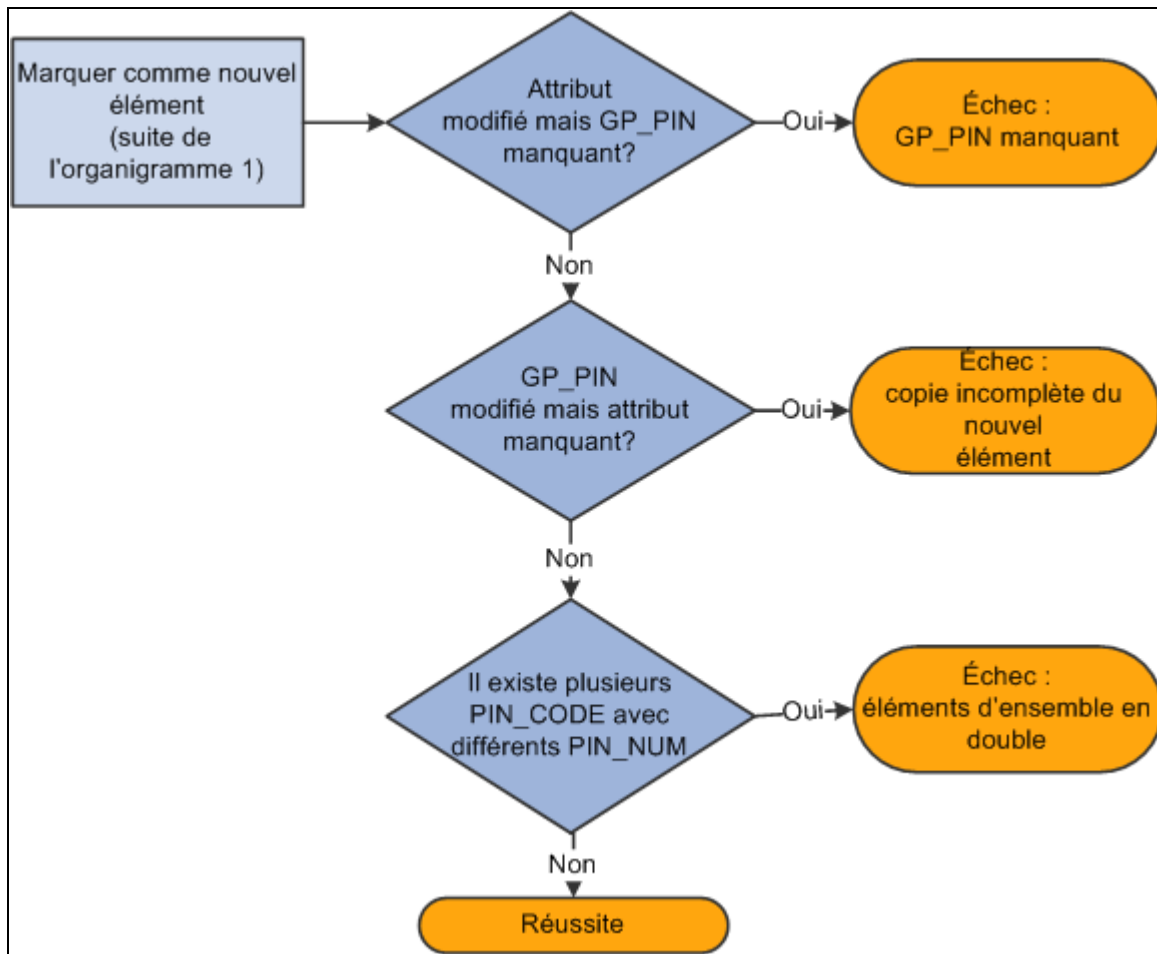 Marquer comme nouvel
élément
(suite de
l'organigramme 1)
Attribut
modifié mais GP_PIN
manquant?
Oui
Échec :
GP_PIN manquant
Non
GP_PIN
modifié mais attribut
manquant?
Oui
Échec :
copie incomplète du
nouvel
élément
Non
Il existe plusieurs
PIN_CODE avec
différents PIN_NUM
Oui
Échec :
éléments d'ensemble en
double
Non
Réussite